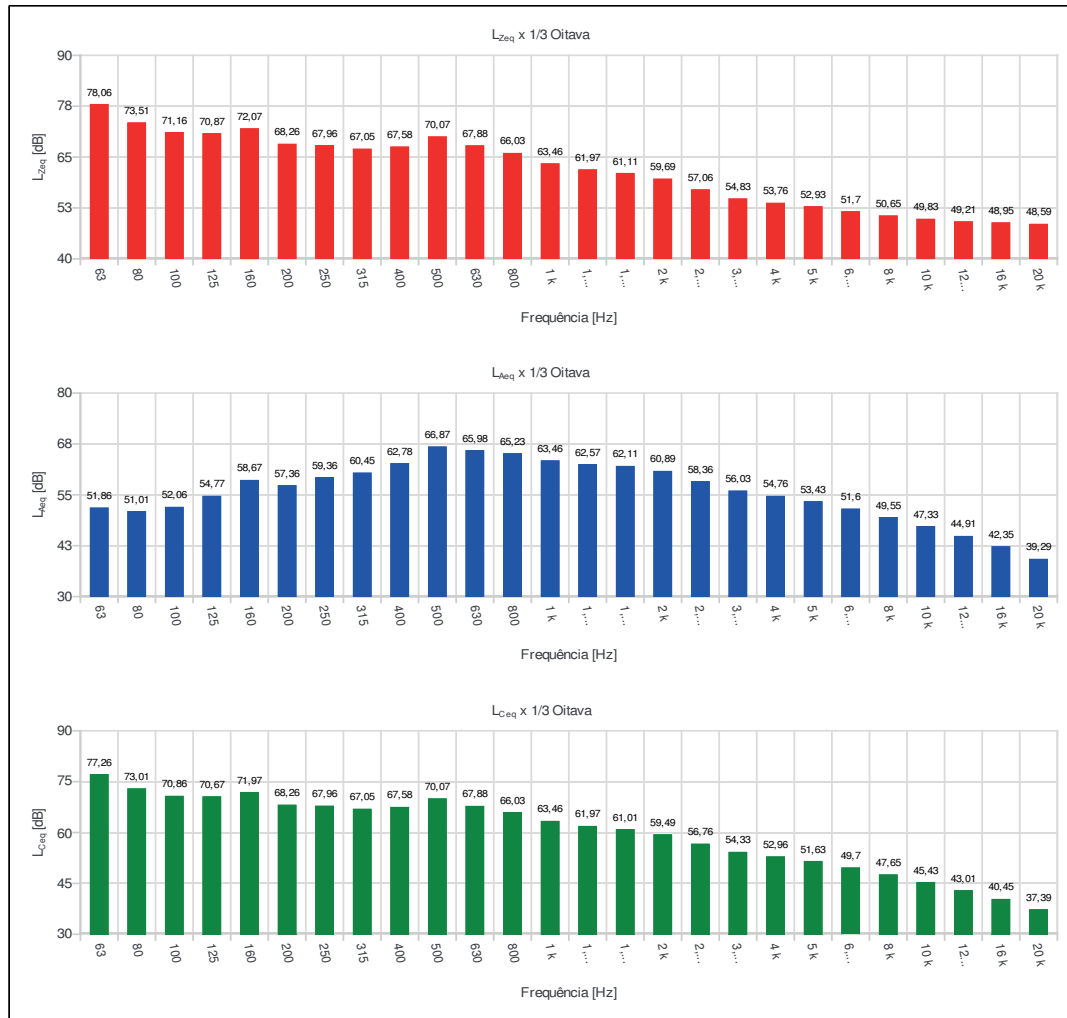 LZeq x 1/3 Oitava
90
78
65
53
40
LZeq [dB]
78,06 73,51 71,16 70,87 72,07 68,26 67,96 67,05 67,58 70,07 67,88 66,03 63,46 61,97 61,11 59,69 57,06 54,83 53,76 52,93 51,7 50,65 49,83 49,21 48,95 48,59
63 80 100 125 160 200 250 315 400 500 630 800 1 k 1,... 1,... 2 k 2,... 3,... 4 k 5 k 6,... 8 k 10 k 12... 16 k 20 k
Frequência [Hz]
LAeq x 1/3 Oitava
80
68
55
43
30
LAeq [dB]
51,86 51,01 52,06 54,77 58,67 57,36 59,36 60,45 62,78 66,87 65,98 65,23 63,46 62,57 62,11 60,89 58,36 56,03 54,76 53,43 51,6 49,55 47,33 44,91 42,35 39,29
63 80 100 125 160 200 250 315 400 500 630 800 1 k 1,... 1,... 2 k 2,... 3,... 4 k 5 k 6,... 8 k 10 k 12... 16 k 20 k
Frequência [Hz]
LCeq x 1/3 Oitava
90
75
60
45
30
LCeq [dB]
77,26 73,01 70,86 70,67 71,97 68,26 67,96 67,05 67,58 70,07 67,88 66,03 63,46 61,97 61,01 59,49 56,76 54,33 52,96 51,63 49,7 47,65 45,43 43,01 40,45 37,39
63 80 100 125 160 200 250 315 400 500 630 800 1 k 1,... 1,... 2 k 2,... 3,... 4 k 5 k 6,... 8 k 10 k 12... 16 k 20 k
Frequência [Hz]